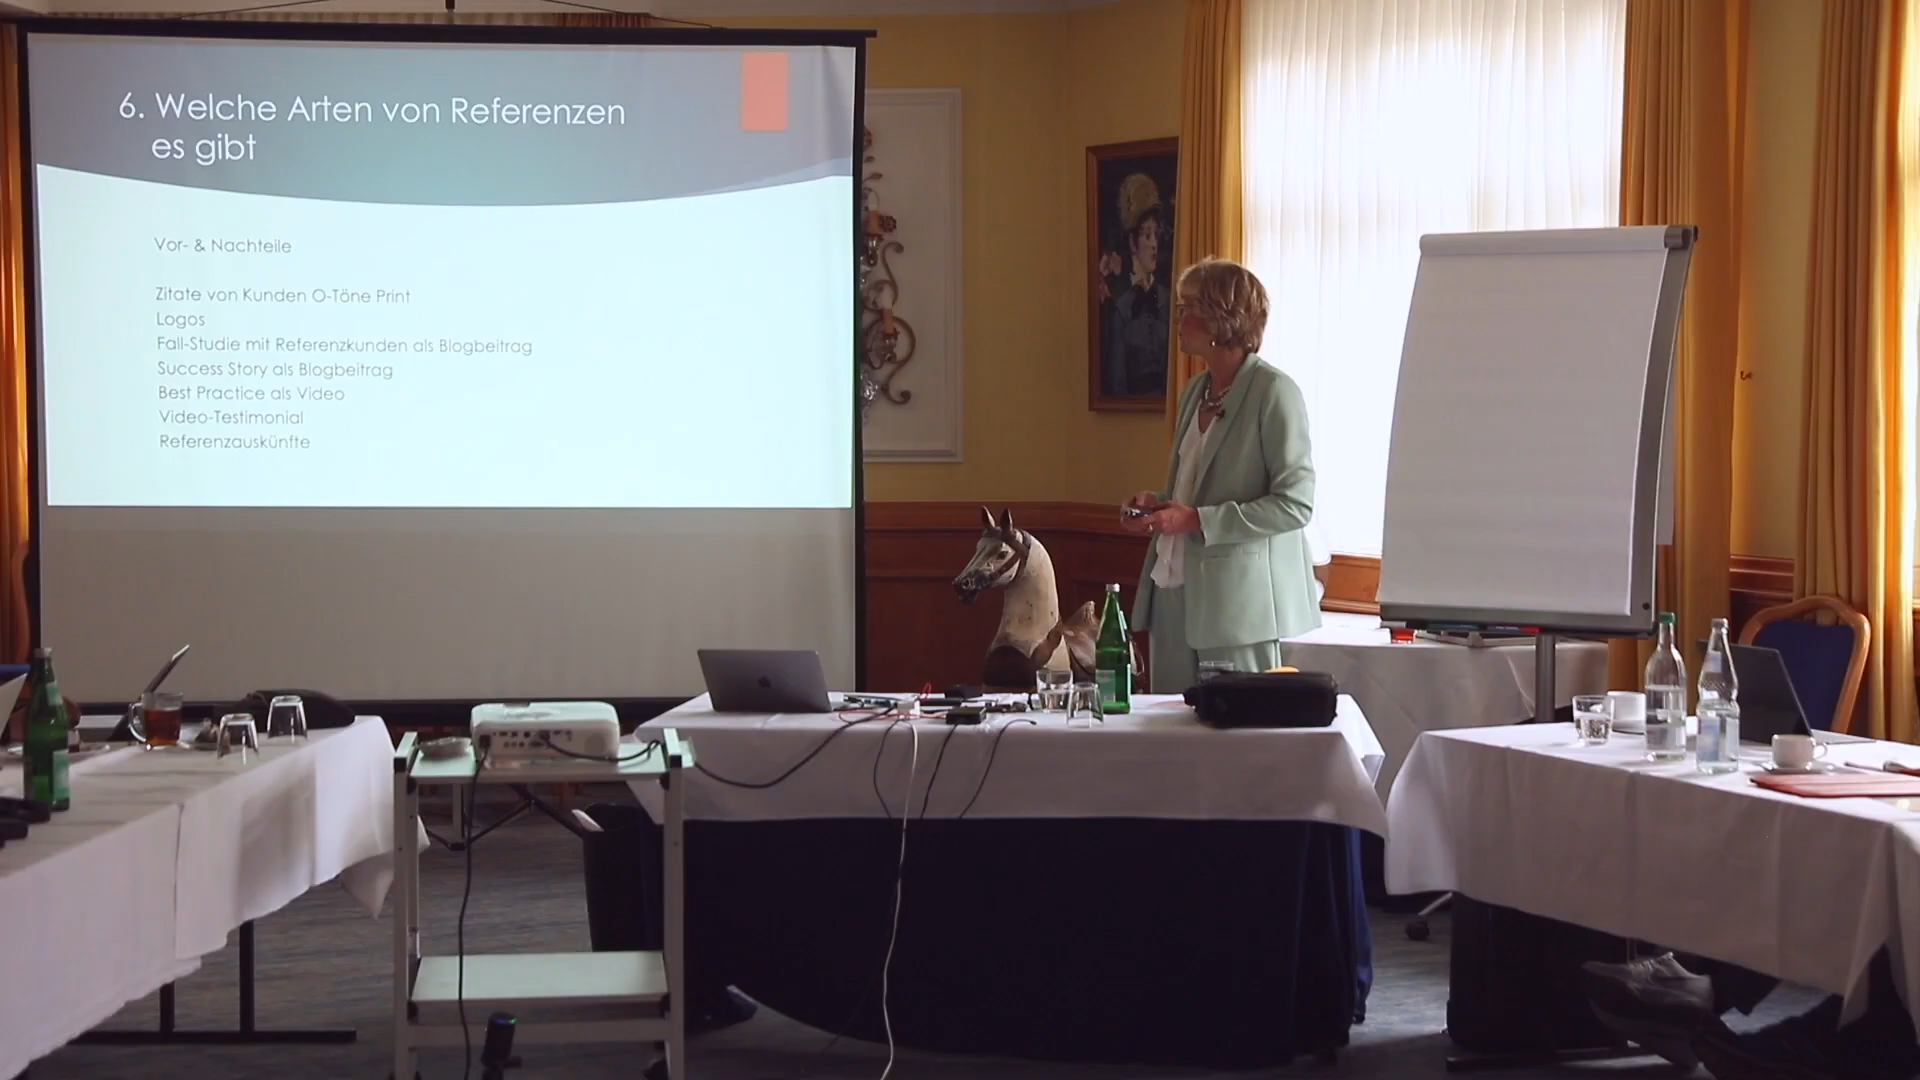 6. Welche Arten von Referenzen
es gibt
Vor- & Nachteile
Zitate von Kunden O-Töne Print
Logos
Fall-Studie mit Referenzkunden als Blogbeitrag
Success Story als Blogbeitrag
Best Practice als Video
Video-Testimonial
Referenzauskünfte